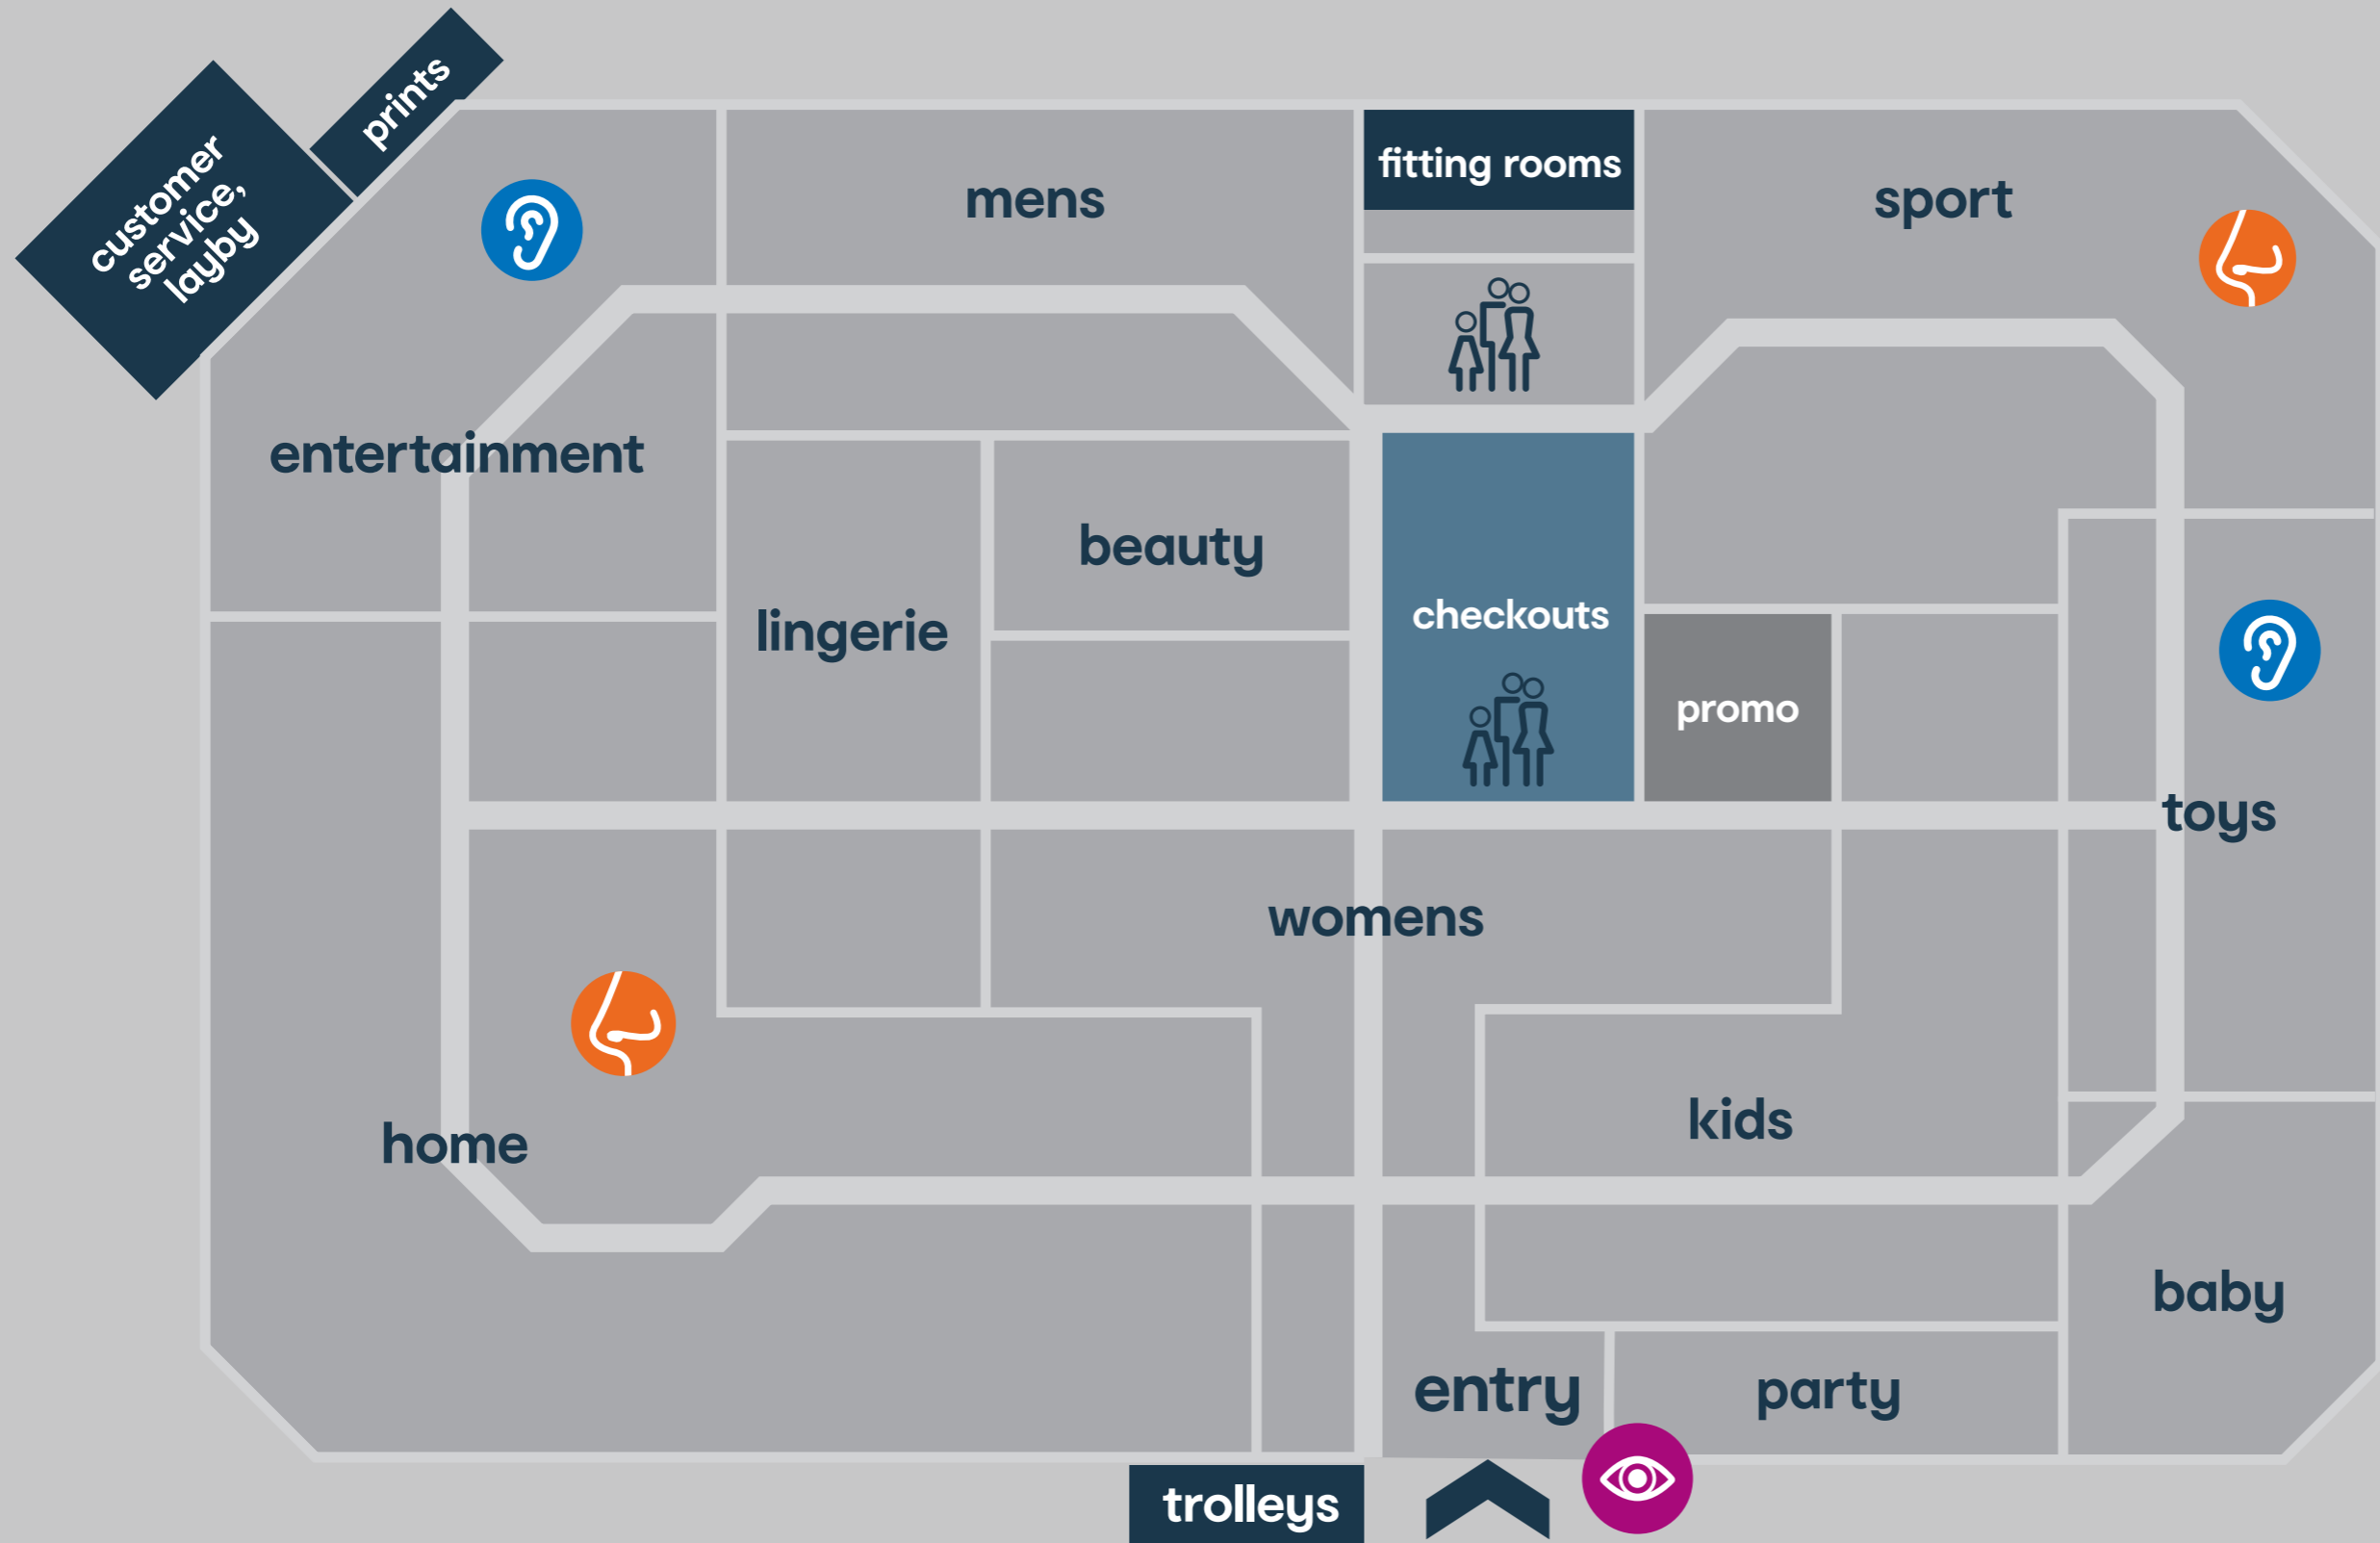 prints
customer
service,
layby
fitting rooms
mens
sport
entertainment
beauty
lingerie
checkouts
promo
toys
womens
home
kids
baby
entry
party
trolleys